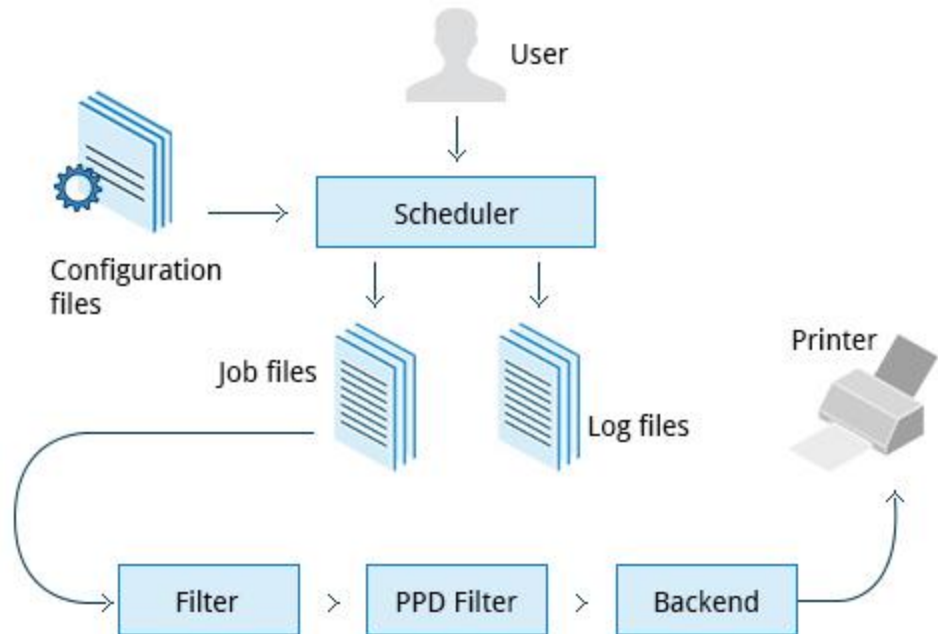 User
Scheduler
Configuration
files
Job files
Log files
Printer
Filter
PPD Filter
Backend